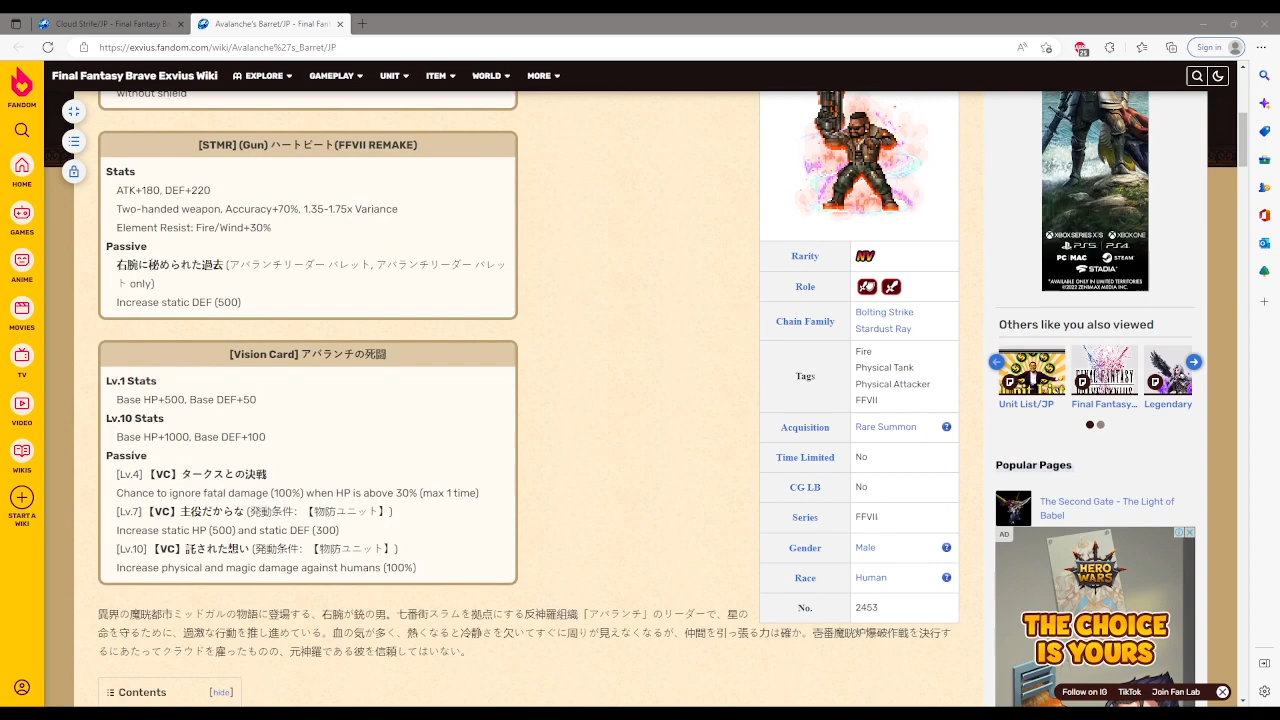 Cloud Strife/JP - Final Fantasy Br
Avalanche's Barret/JP - Final Fant
https://exvius.fandom.com/wiki/Avalanche%27s_Barret/JP
25
Sign in
FANDOM
HOME
GAMES
ANIME
MOVIES
TV
VIDEO
WIKIS
START A
WIKI
Final Fantasy Brave Exvius Wiki
EXPLORE
GAMEPLAY
UNIT
ITEM
WORLD
MORE
without shield
[STMR] (Gun) ハートビート(FFVII REMAKE)
Stats
ATK+180, DEF+220
Two-handed weapon, Accuracy+70%, 1.35-1.75x Variance
Element Resist: Fire/Wind+30%
Passive
右腕に秘められた過去 (アバランチリーダー バレット, アバランチリーダー バレッ
ト only)
Increase static DEF (500)
[Vision Card] アバランチの死闘
Lv.1 Stats
Base HP+500, Base DEF+50
Lv.10 Stats
Base HP+1000, Base DEF+100
Passive
[Lv.4] 【VC】タークスとの決戦
Chance to ignore fatal damage (100%) when HP is above 30% (max 1 time)
[Lv.7] 【VC】主役だからな (発動条件：【物防ユニット】)
Increase static HP (500) and static DEF (300)
[Lv.10] 【VC】託された想い (発動条件：【物防ユニット】)
Increase physical and magic damage against humans (100%)
異界の魔晄都市ミッドガルの物語に登場する、右腕が銃の男。七番街スラムを拠点にする反神羅組織「アバランチ」のリーダーで、星の
命を守るために、過激な行動を推し進めている。血の気が多く、熱くなると冷静さを欠いてすぐに周りが見えなくなるが、仲間を引っ張る力は確か。壱番魔晄炉爆破作戦を決行す
るにあたってクラウドを雇ったものの、元神羅である彼を信頼してはいない。
Contents [hide]
Rarity NV
Role
Chain Family Bolting Strike
Stardust Ray
Tags Fire
Physical Tank
Physical Attacker
FFVII
Acquisition Rare Summon
Time Limited No
CG LB No
Series FFVII
Gender Male
Race Human
No. 2453
XBOX SERIES X|S XBOX ONE
PS5 PS4
PC MAC STEAM
STADIA
*AVAILABLE ONLY IN LIMITED TERRITORIES
©2022 ZENIMAX MEDIA INC.
Others like you also viewed
Unit List/JP
Final Fantasy...
Legendary
Popular Pages
The Second Gate - The Light of
Babel
AD
HERO
WARS
THE CHOICE
IS YOURS
Follow on IG
TikTok
Join Fan Lab